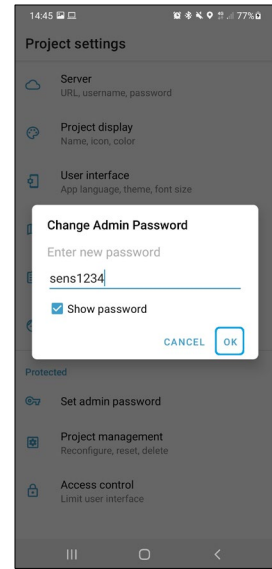 14:45 77%
Project settings
Server
URL, username, password
Project display
Name, icon, color
User interface
App language, theme, font size
Change Admin Password
Enter new password
sens1234
Show password
CANCEL OK
Protected
Set admin password
Project management
Reconfigure, reset, delete
Access control
Limit user interface